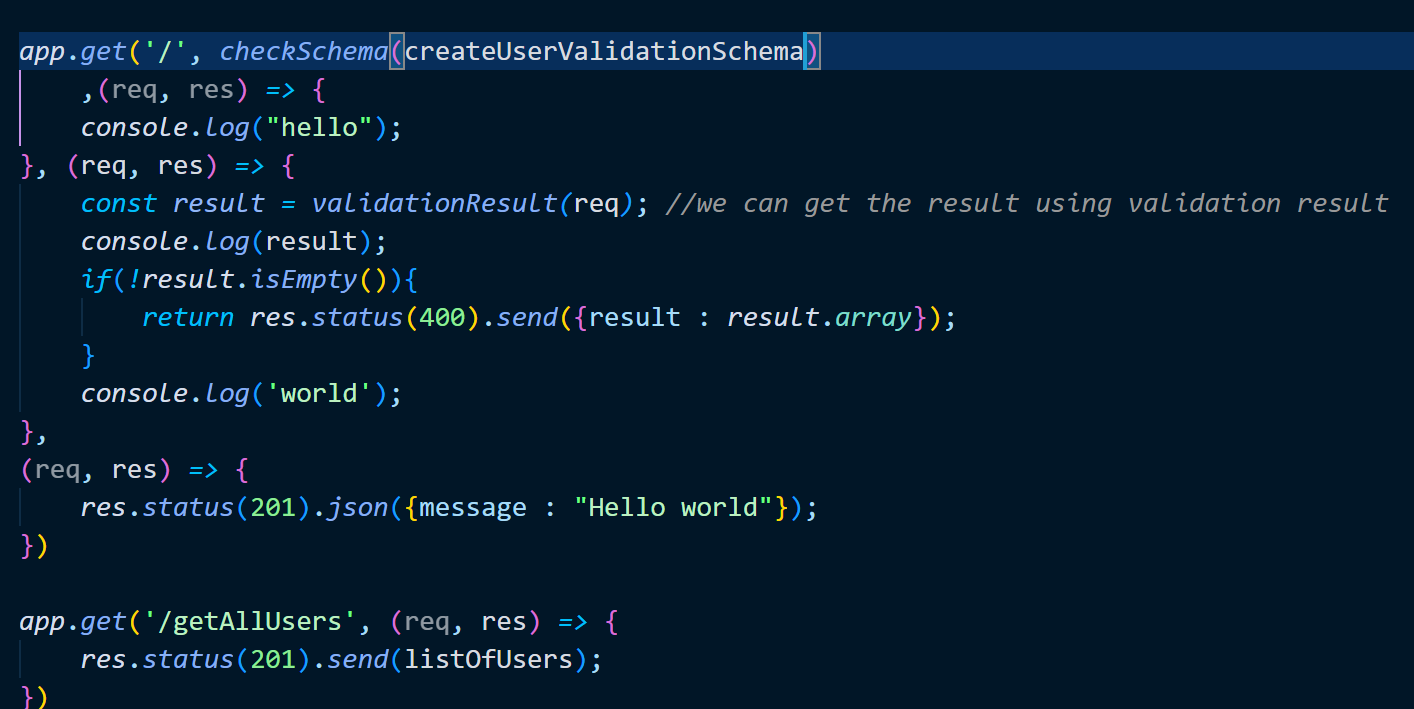 app.get('/', checkSchema(createUserValidationSchema)
    ,(req, res) => {
    console.log("hello");
}, (req, res) => {
    const result = validationResult(req); //we can get the result using validation result
    console.log(result);
    if(!result.isEmpty()){
        return res.status(400).send({result : result.array});
    }
    console.log('world');
},
(req, res) => {
    res.status(201).json({message : "Hello world"});
})

app.get('/getAllUsers', (req, res) => {
    res.status(201).send(listOfUsers);
})